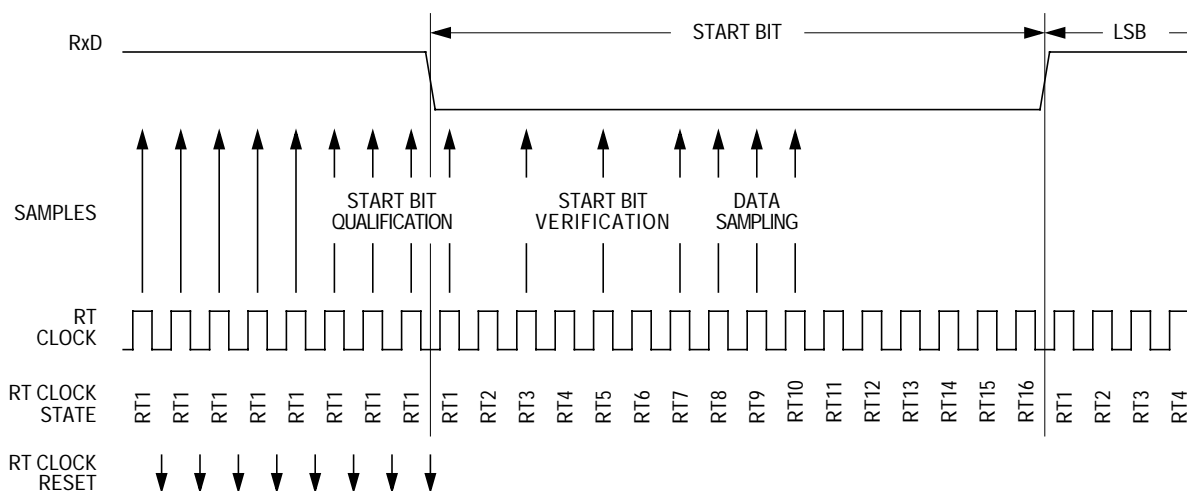 START BIT
LSB
RxD
SAMPLES
START BIT
QUALIFICATION
START BIT
VERIFICATION
DATA
SAMPLING
RT
CLOCK
RT CLOCK
STATE
RT1 RT1 RT1 RT1 RT1 RT1 RT1 RT1 RT1 RT2 RT3 RT4 RT5 RT6 RT7 RT8 RT9 RT10 RT11 RT12 RT13 RT14 RT15 RT16 RT1 RT2 RT3 RT4
RT CLOCK
RESET